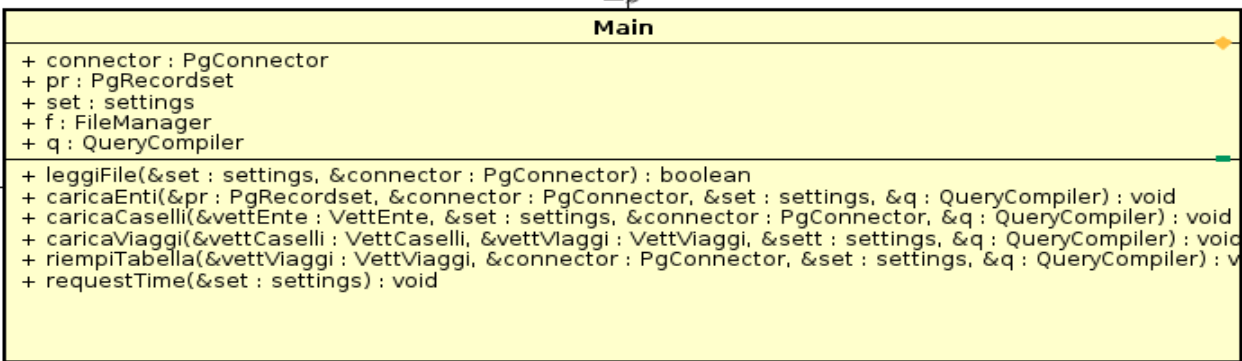 Main
+ connector : PgConnector
+ pr : PgRecordset
+ set : settings
+ f : FileManager
+ q : QueryCompiler
+ leggiFile(&set : settings, &connector : PgConnector) : boolean
+ caricaEnti(&pr : PgRecordset, &connector : PgConnector, &set : settings, &q : QueryCompiler) : void
+ caricaCaselli(&vettEnte : VettEnte, &set : settings, &connector : PgConnector, &q : QueryCompiler) : void
+ caricaViaggi(&vettCaselli : VettCaselli, &vettVIaggi : VettViaggi, &sett : settings, &q : QueryCompiler) : void
+ riempiTabella(&vettViaggi : VettViaggi, &connector : PgConnector, &set : settings, &q : QueryCompiler) : v
+ requestTime(&set : settings) : void